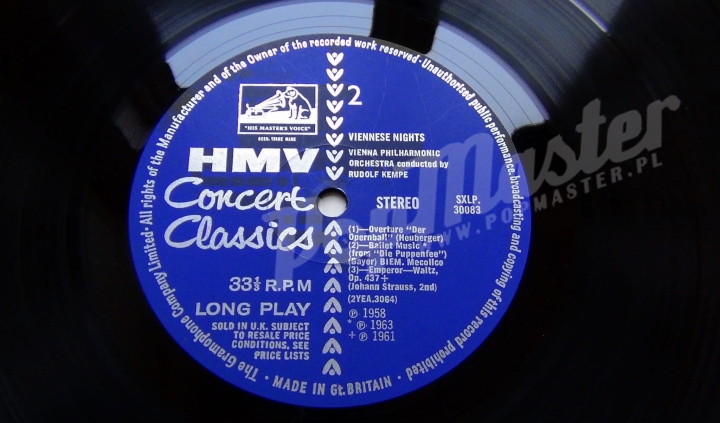 · All rights of the Manufacturer and of the Owner of the recorded work reserved · Unauthorised public performance, broadcasting and copying of this record prohibited
The Gramophone Company Limited ·
2
"HIS MASTER'S VOICE"
REGD. TRADE MARK
HMV
Concert
Classics
33⅓ R.P.M
LONG PLAY
SOLD IN U.K. SUBJECT
TO RESALE PRICE
CONDITIONS, SEE
PRICE LISTS
VIENNESE NIGHTS
VIENNA PHILHARMONIC
ORCHESTRA conducted by
RUDOLF KEMPE
STEREO
SXLP.
30083
(1)—Overture "Der
Opernball" (Heuberger)
(2)—Ballet Music *
(from "Die Puppenfee")
(Bayer) BIEM. Mecolico
(3)—Emperor—Waltz,
Op. 437 +
(Johann Strauss, 2nd)
(2YEA.3064)
℗ 1958
* ℗ 1963
+ ℗ 1961
· MADE IN Gt. BRITAIN ·
PopMaster
WWW.POPMASTER.PL